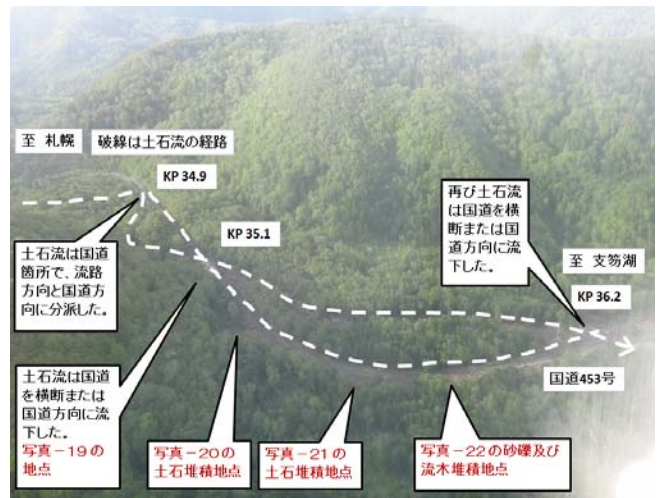 至 札幌
破線は土石流の経路
KP 34.9
再び土石流
は国道を横
断または国
道方向に流
下した。
KP 35.1
土石流は国道
箇所で、流路
方向と国道方
向に分派した。
至 支笏湖
KP 36.2
国道453号
土石流は国道
を横断または
国道方向に流
下した。
写真－19の
地点
写真－20の
土石堆積地点
写真－21の
土石堆積地点
写真－22の砂礫及び
流木堆積地点